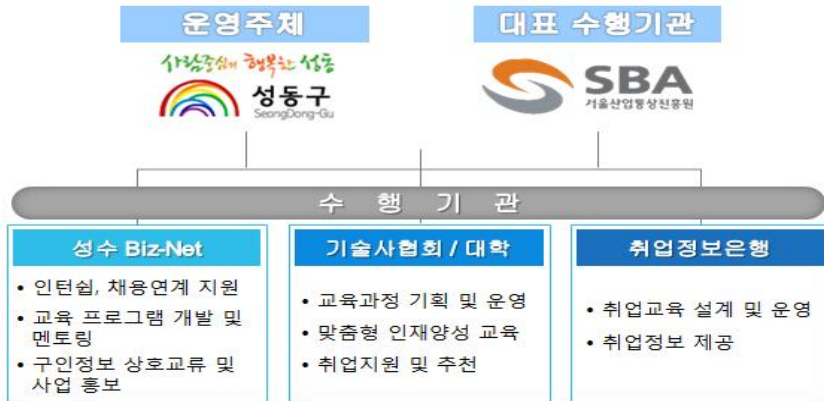 운영주체
대표 수행기관
사람중심의 행복한 성동
성동구
SeongDong-Gu
SBA
서울산업통상진흥원
수 행 기 관
성수 Biz-Net
• 인턴쉽, 채용연계 지원
• 교육 프로그램 개발 및
멘토링
• 구인정보 상호교류 및
사업 홍보
기술사협회 / 대학
• 교육과정 기획 및 운영
• 맞춤형 인재양성 교육
• 취업지원 및 추천
취업정보은행
• 취업교육 설계 및 운영
• 취업정보 제공